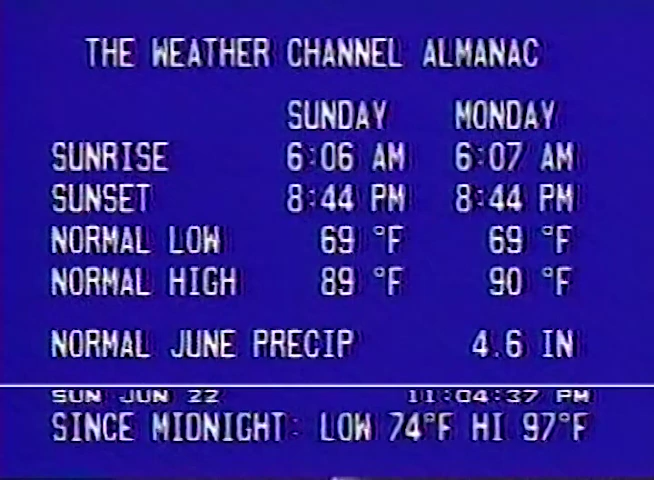 THE WEATHER CHANNEL ALMANAC
SUNDAY MONDAY
SUNRISE 6:06 AM 6:07 AM
SUNSET 8:44 PM 8:44 PM
NORMAL LOW 69 °F 69 °F
NORMAL HIGH 89 °F 90 °F
NORMAL JUNE PRECIP 4.6 IN
SUN JUN 22 11:04:37 PM
SINCE MIDNIGHT: LOW 74°F HI 97°F